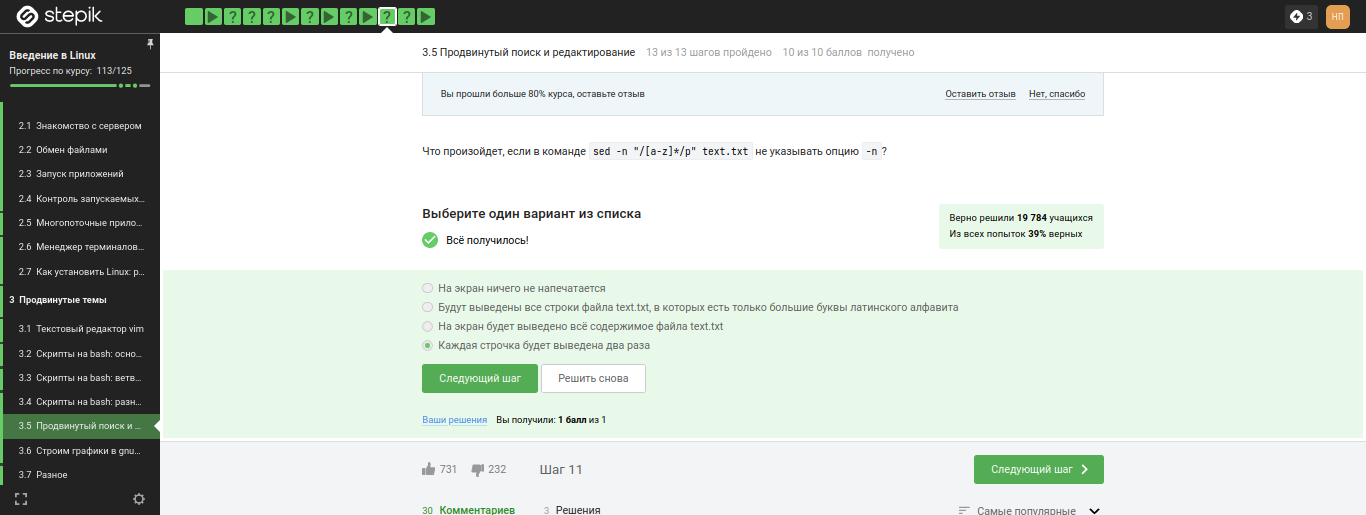 stepik
? ? ? ? ? ? ?
3
НП
Введение в Linux
Прогресс по курсу: 113/125
2.1 Знакомство с сервером
2.2 Обмен файлами
2.3 Запуск приложений
2.4 Контроль запускаемых...
2.5 Многопоточные прило...
2.6 Менеджер терминалов...
2.7 Как установить Linux: р...
3 Продвинутые темы
3.1 Текстовый редактор vim
3.2 Скрипты на bash: осно...
3.3 Скрипты на bash: ветв...
3.4 Скрипты на bash: разн...
3.5 Продвинутый поиск и ...
3.6 Строим графики в gnu...
3.7 Разное
3.5 Продвинутый поиск и редактирование 13 из 13 шагов пройдено 10 из 10 баллов получено
Вы прошли больше 80% курса, оставьте отзыв Оставить отзыв Нет, спасибо
Что произойдет, если в команде sed -n "/[a-z]*/p" text.txt не указывать опцию -n ?
Выберите один вариант из списка
Верно решили 19 784 учащихся
Из всех попыток 39% верных
Всё получилось!
На экран ничего не напечатается
Будут выведены все строки файла text.txt, в которых есть только большие буквы латинского алфавита
На экран будет выведено всё содержимое файла text.txt
Каждая строчка будет выведена два раза
Следующий шаг Решить снова
Ваши решения Вы получили: 1 балл из 1
731 232 Шаг 11 Следующий шаг
30 Комментариев 3 Решения Самые популярные